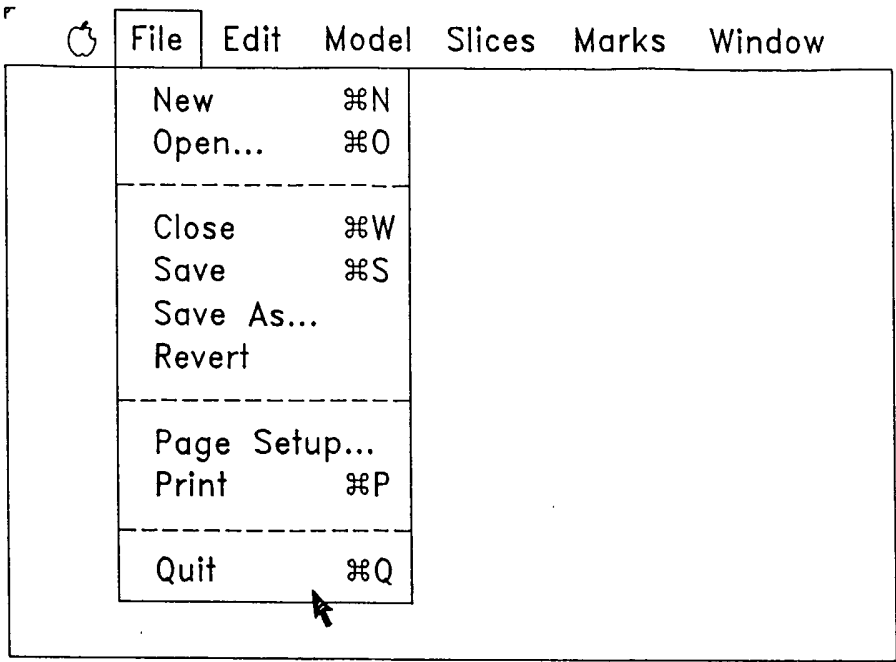 File Edit Model Slices Marks Window
New ⌘N
Open... ⌘O
Close ⌘W
Save ⌘S
Save As...
Revert
Page Setup...
Print ⌘P
Quit ⌘Q